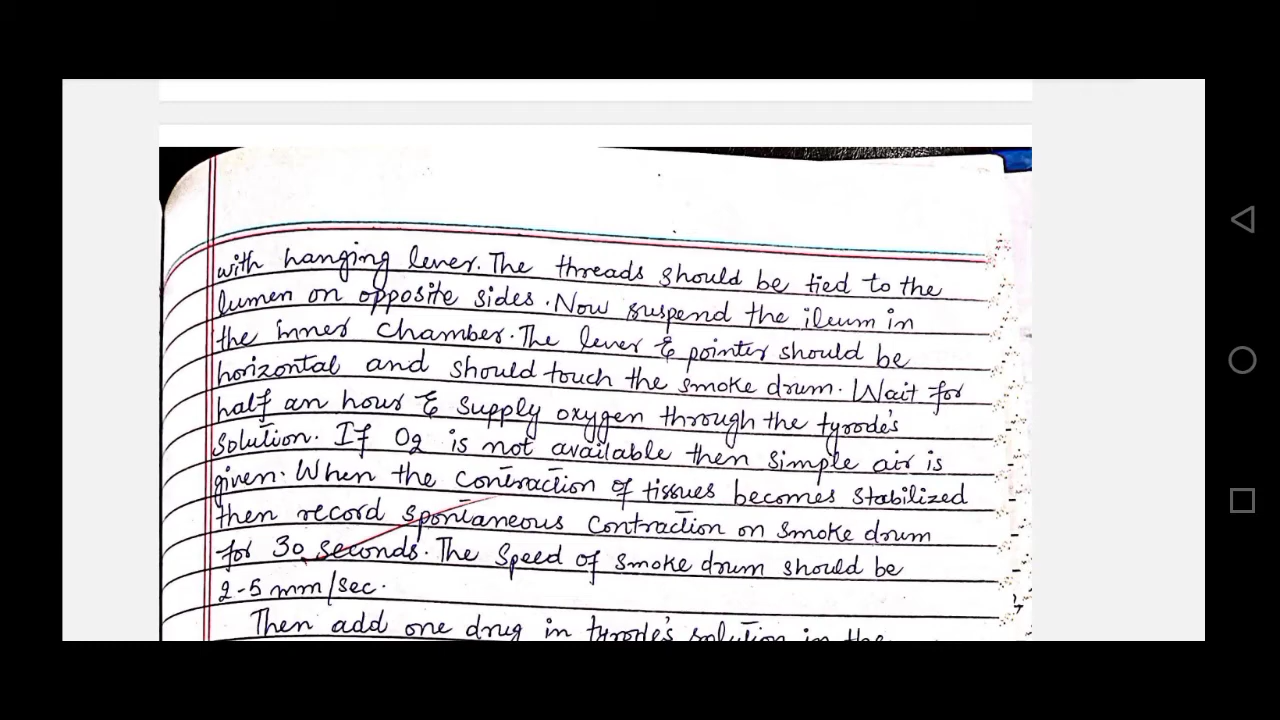 with hanging lever. The threads should be tied to the
lumen on opposite sides. Now suspend the ileum in
the inner chamber. The lever & pointer should be
horizontal and should touch the smoke drum. Wait for
half an hour & supply oxygen through the tyrode's
solution. If O2 is not available then simple air is
given. When the contraction of tissues becomes stabilized
then record spontaneous contraction on smoke drum
for 30 seconds. The speed of smoke drum should be
2-5 mm/sec.
Then add one drug in tyrode's solution in the